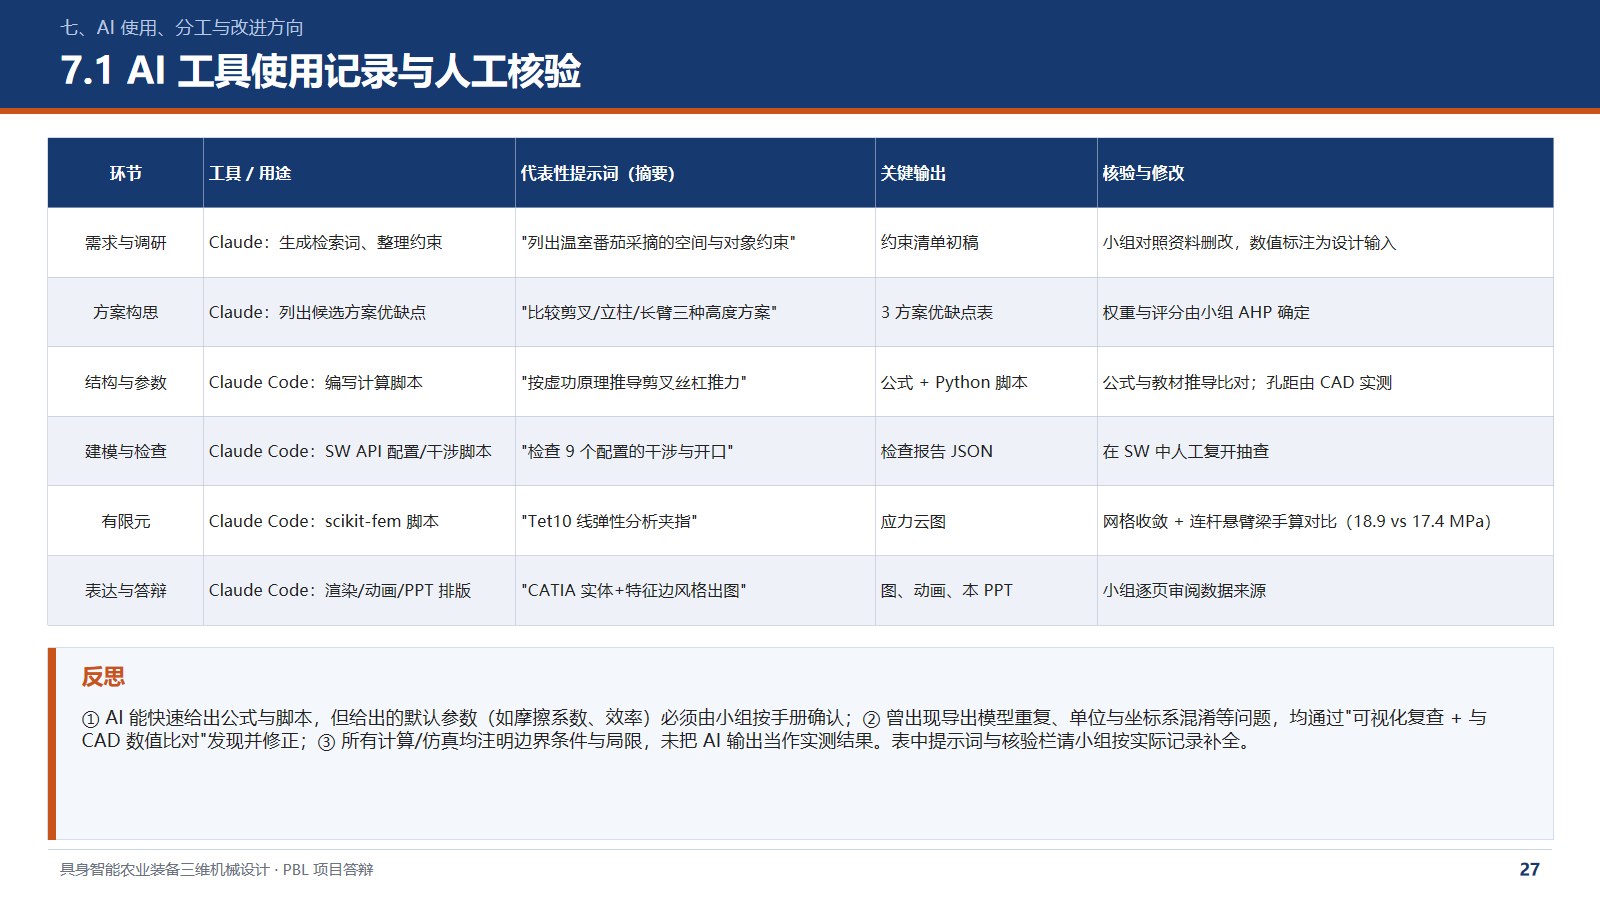 七、AI 使用、分工与改进方向
7.1 AI 工具使用记录与人工核验
环节 工具 / 用途 代表性提示词（摘要） 关键输出 核验与修改
需求与调研 Claude：生成检索词、整理约束 "列出温室番茄采摘的空间与对象约束" 约束清单初稿 小组对照资料删改，数值标注为设计输入
方案构思 Claude：列出候选方案优缺点 "比较剪叉/立柱/长臂三种高度方案" 3 方案优缺点表 权重与评分由小组 AHP 确定
结构与参数 Claude Code：编写计算脚本 "按虚功原理推导剪叉丝杠推力" 公式 + Python 脚本 公式与教材推导比对；孔距由 CAD 实测
建模与检查 Claude Code：SW API 配置/干涉脚本 "检查 9 个配置的干涉与开口" 检查报告 JSON 在 SW 中人工复开抽查
有限元 Claude Code：scikit-fem 脚本 "Tet10 线弹性分析夹指" 应力云图 网格收敛 + 连杆悬臂梁手算对比（18.9 vs 17.4 MPa）
表达与答辩 Claude Code：渲染/动画/PPT 排版 "CATIA 实体+特征边风格出图" 图、动画、本 PPT 小组逐页审阅数据来源
反思
① AI 能快速给出公式与脚本，但给出的默认参数（如摩擦系数、效率）必须由小组按手册确认；② 曾出现导出模型重复、单位与坐标系混淆等问题，均通过"可视化复查 + 与
CAD 数值比对"发现并修正；③ 所有计算/仿真均注明边界条件与局限，未把 AI 输出当作实测结果。表中提示词与核验栏请小组按实际记录补全。
具身智能农业装备三维机械设计 · PBL 项目答辩
27